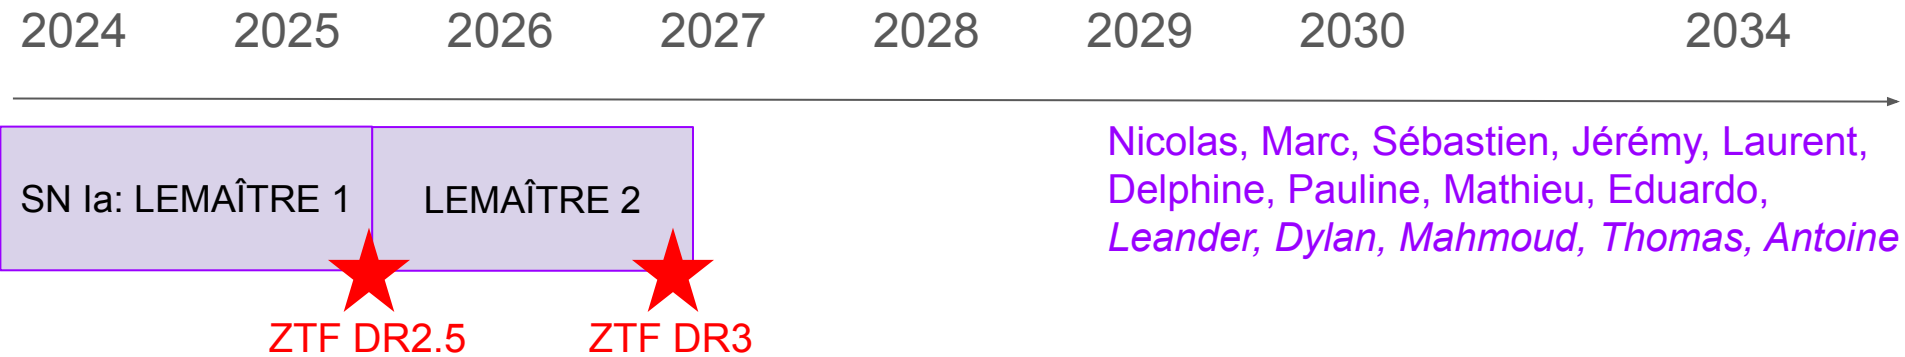 2024 2025 2026 2027 2028 2029 2030 2034
SN Ia: LEMAÎTRE 1
LEMAÎTRE 2
ZTF DR2.5
ZTF DR3
Nicolas, Marc, Sébastien, Jérémy, Laurent,
Delphine, Pauline, Mathieu, Eduardo,
Leander, Dylan, Mahmoud, Thomas, Antoine